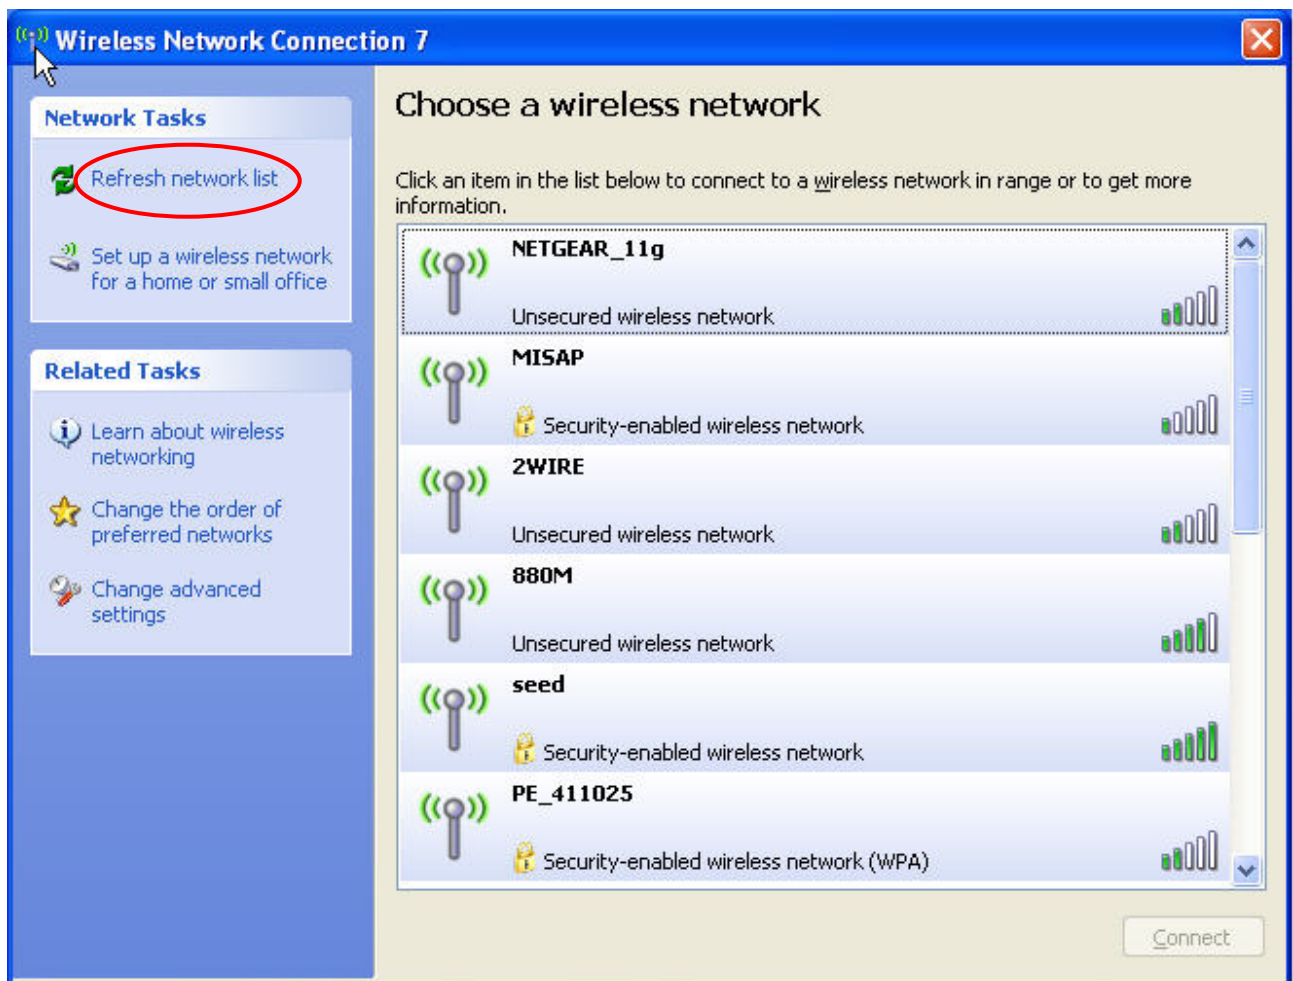 Wireless Network Connection 7
Network Tasks
Refresh network list
Set up a wireless network
for a home or small office
Related Tasks
Learn about wireless
networking
Change the order of
preferred networks
Change advanced
settings
Choose a wireless network
Click an item in the list below to connect to a wireless network in range or to get more
information.
NETGEAR_11g
Unsecured wireless network
MISAP
Security-enabled wireless network
2WIRE
Unsecured wireless network
880M
Unsecured wireless network
seed
Security-enabled wireless network
PE_411025
Security-enabled wireless network (WPA)
Connect